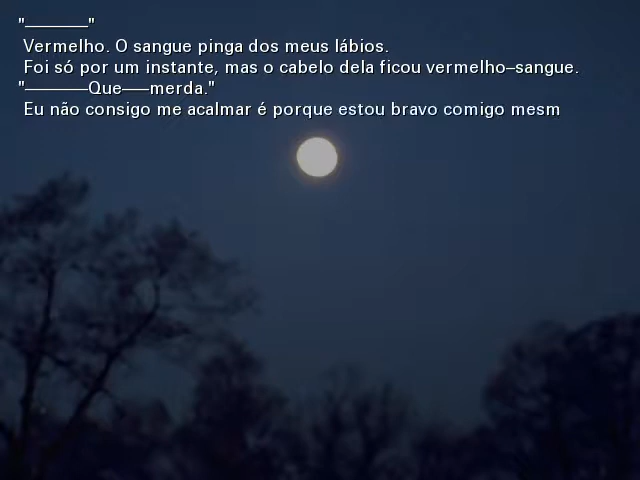 "————"
Vermelho. O sangue pinga dos meus lábios.
Foi só por um instante, mas o cabelo dela ficou vermelho–sangue.
"————Que——merda."
Eu não consigo me acalmar é porque estou bravo comigo mesm